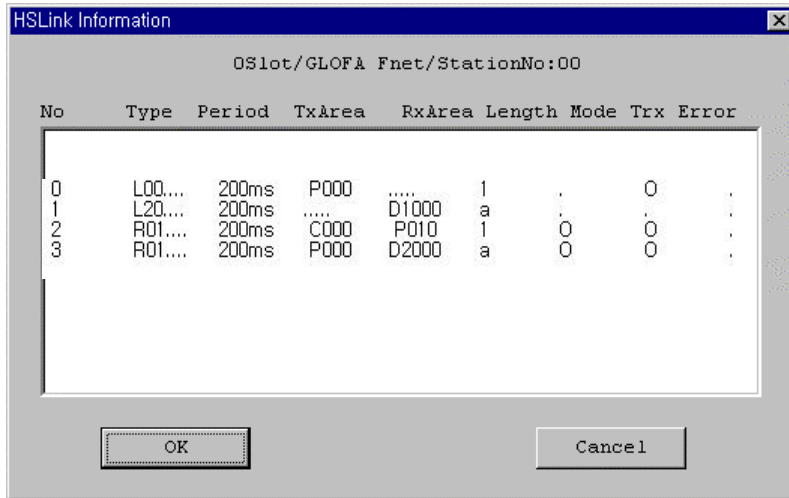 HSLink Information
0Slot/GLOFA Fnet/StationNo:00
No Type Period TxArea RxArea Length Mode Trx Error
0 L00.... 200ms P000 ..... 1 . O .
1 L20.... 200ms ..... D1000 a . . .
2 R01.... 200ms C000 P010 1 O O .
3 R01.... 200ms P000 D2000 a O O .
OK Cancel